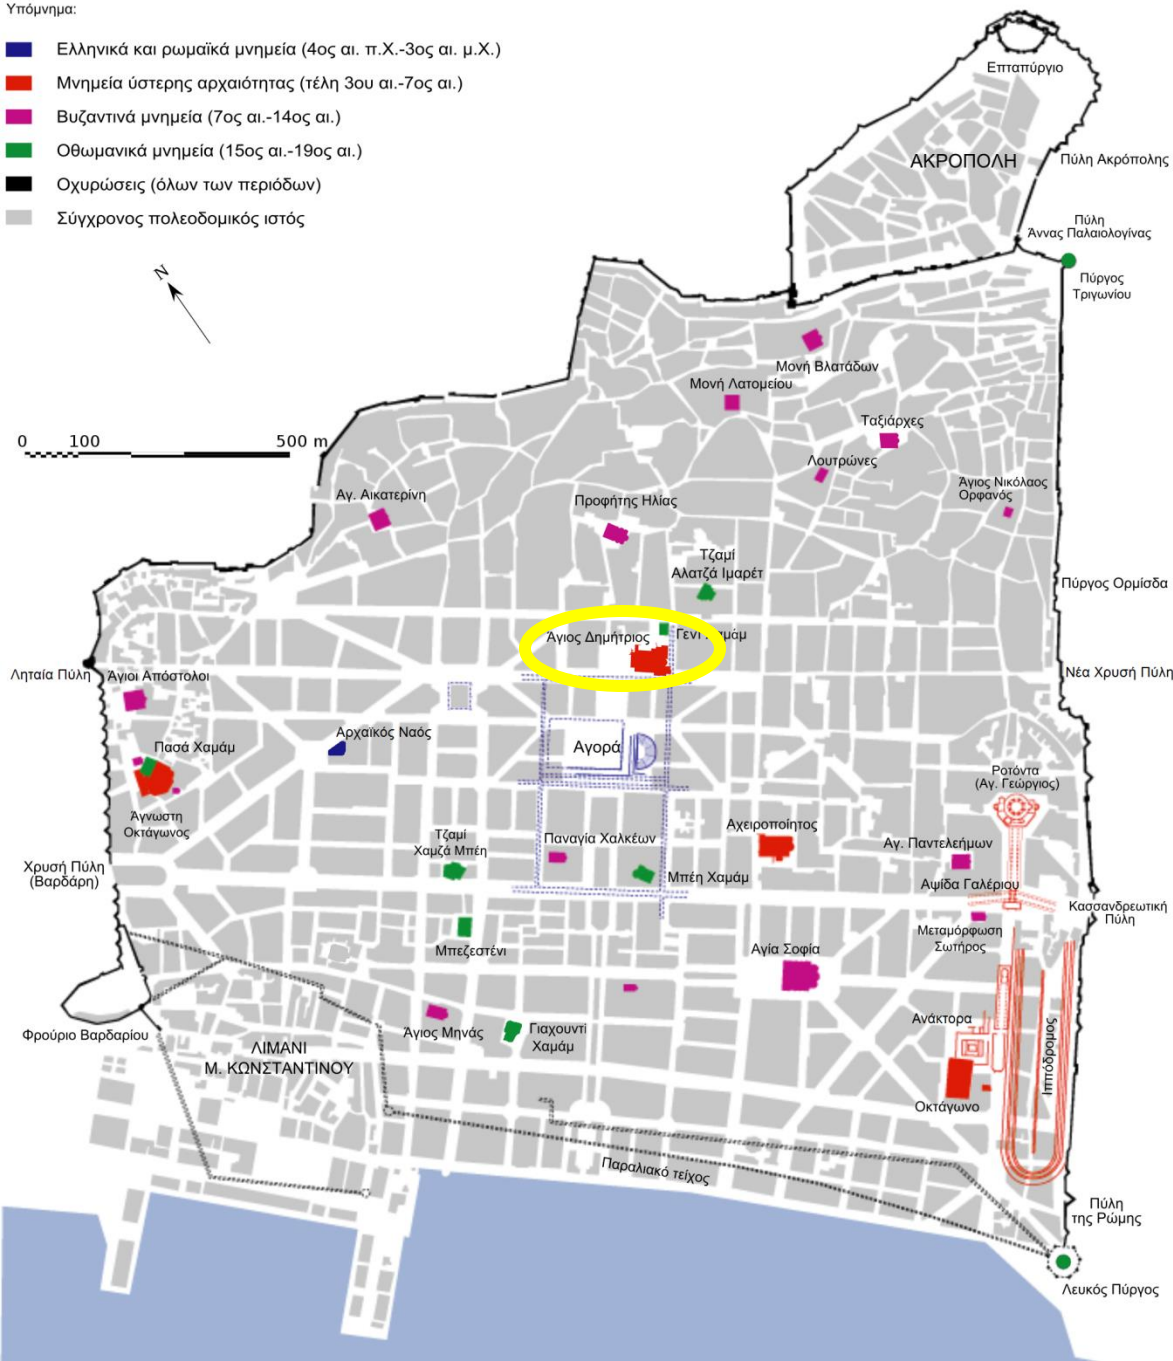 Υπόμνημα:
Ελληνικά και ρωμαϊκά μνημεία (4ος αι. π.Χ.-3ος αι. μ.Χ.)
Μνημεία ύστερης αρχαιότητας (τέλη 3ου αι.-7ος αι.)
Βυζαντινά μνημεία (7ος αι.-14ος αι.)
Οθωμανικά μνημεία (15ος αι.-19ος αι.)
Οχυρώσεις (όλων των περιόδων)
Σύγχρονος πολεοδομικός ιστός
N
0 100 500 m
Επταπύργιο
ΑΚΡΟΠΟΛΗ
Πύλη Ακρόπολης
Πύλη
Άννας Παλαιολογίνας
Πύργος
Τριγωνίου
Μονή Βλατάδων
Μονή Λατομείου
Ταξιάρχες
Λουτρώνες
Άγιος Νικόλαος
Ορφανός
Αγ. Αικατερίνη
Προφήτης Ηλίας
Τζαμί
Αλατζά Ιμαρέτ
Πύργος Ορμίσδα
Άγιος Δημήτριος
Γενί Χαμάμ
Ληταία Πύλη
Άγιοι Απόστολοι
Νέα Χρυσή Πύλη
Πασά Χαμάμ
Αρχαϊκός Ναός
Αγορά
Ροτόντα
(Αγ. Γεώργιος)
Άγνωστη
Οκτάγωνος
Τζαμί
Χαμζά Μπέη
Παναγία Χαλκέων
Αχειροποίητος
Αγ. Παντελεήμων
Χρυσή Πύλη
(Βαρδάρη)
Μπέη Χαμάμ
Αψίδα Γαλέριου
Κασσανδρεωτική
Πύλη
Μεταμόρφωση
Σωτήρος
Μπεζεστένι
Αγία Σοφία
Φρούριο Βαρδαρίου
Άγιος Μηνάς
Γιαχουντί
Χαμάμ
Ανάκτορα
Ιππόδρομος
ΛΙΜΑΝΙ
Μ. ΚΩΝΣΤΑΝΤΙΝΟΥ
Οκτάγωνο
Παραλιακό τείχος
Πύλη
της Ρώμης
Λευκός Πύργος